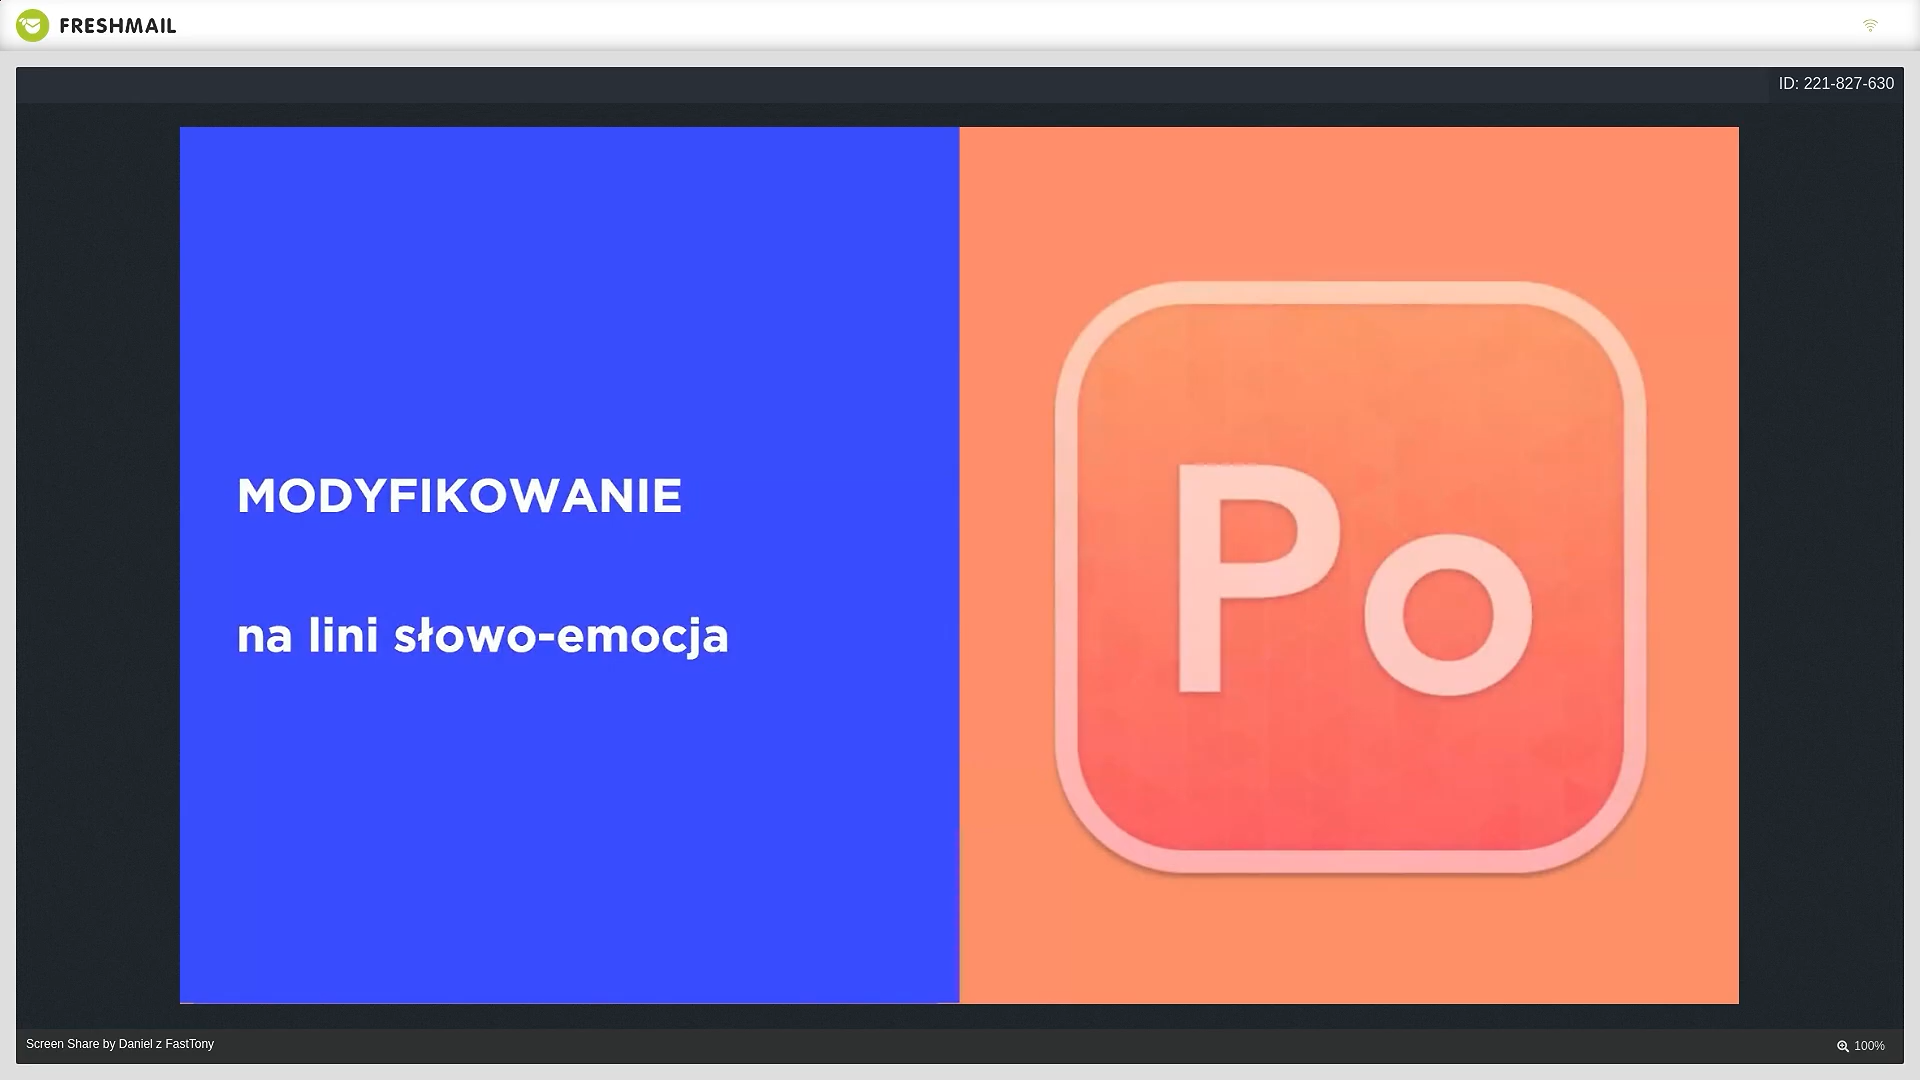 FRESHMAIL
ID: 221-827-630
MODYFIKOWANIE
na lini słowo-emocja
Po
Screen Share by Daniel z FastTony
100%